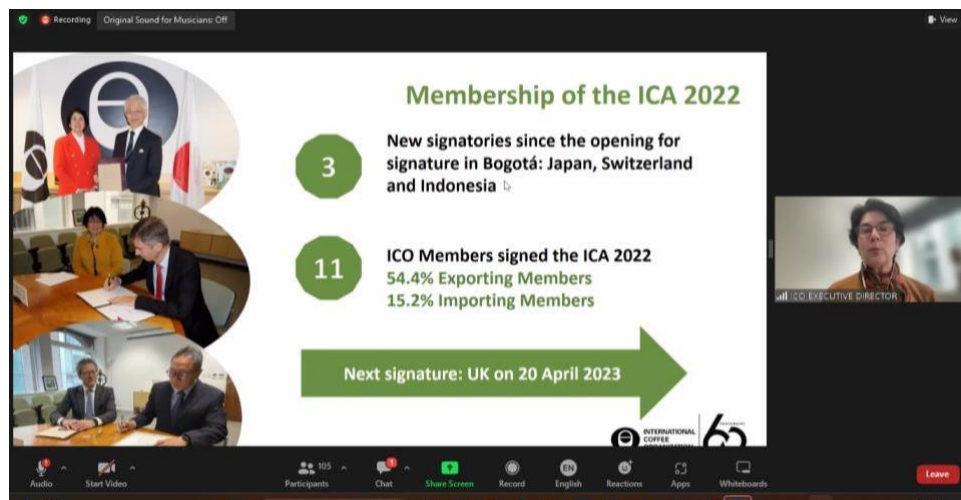 Recording
Original Sound for Musicians: Off
View
Membership of the ICA 2022
3
New signatories since the opening for
signature in Bogotá: Japan, Switzerland
and Indonesia
11
ICO Members signed the ICA 2022
54.4% Exporting Members
15.2% Importing Members
ICO EXECUTIVE DIRECTOR
Next signature: UK on 20 April 2023
INTERNATIONAL
COFFEE
60
Audio
Start Video
105
Participants
1
Chat
Share Screen
Record
EN
English
Reactions
Apps
Whiteboards
Leave